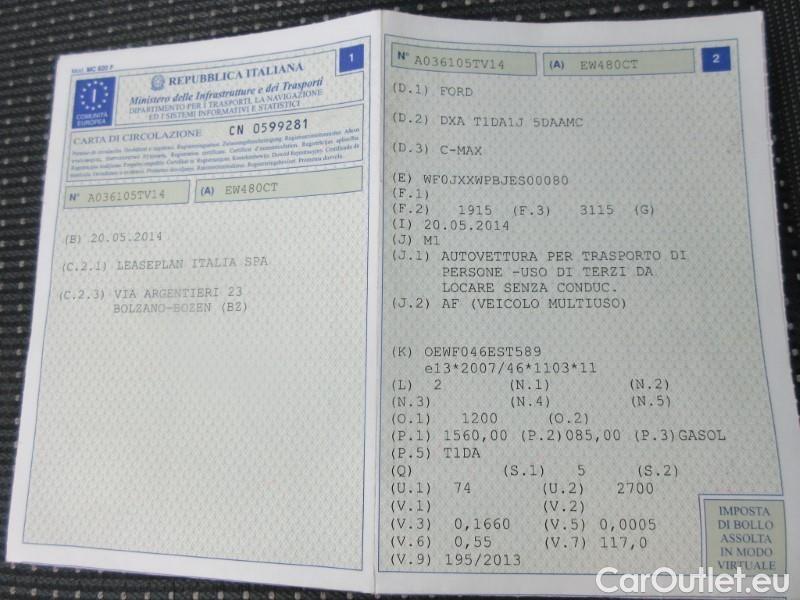 Mod. MC 820 F
1
REPUBBLICA ITALIANA
Ministero delle Infrastrutture e dei Trasporti
DIPARTIMENTO PER I TRASPORTI, LA NAVIGAZIONE
ED I SISTEMI INFORMATIVI E STATISTICI
I
COMUNITÀ
EUROPEA
CARTA DI CIRCOLAZIONE CN 0599281
N° A036105TV14 (A) EW480CT
(B) 20.05.2014
(C.2.1) LEASEPLAN ITALIA SPA
(C.2.3) VIA ARGENTIERI 23
BOLZANO-BOZEN (BZ)
N° A036105TV14 (A) EW480CT 2
(D.1) FORD
(D.2) DXA T1DA1J 5DAAMC
(D.3) C-MAX
(E) WF0JXXWPBJES00080
(F.1)
(F.2) 1915 (F.3) 3115 (G)
(I) 20.05.2014
(J) M1
(J.1) AUTOVETTURA PER TRASPORTO DI
PERSONE -USO DI TERZI DA
LOCARE SENZA CONDUC.
(J.2) AF (VEICOLO MULTIUSO)
(K) OEWF046EST589
e13*2007/46*1103*11
(L) 2 (N.1) (N.2)
(N.3) (N.4) (N.5)
(O.1) 1200 (O.2)
(P.1) 1560,00 (P.2)085,00 (P.3)GASOL
(P.5) T1DA
(Q) (S.1) 5 (S.2)
(U.1) 74 (U.2) 2700
(V.1) (V.2)
(V.3) 0,1660 (V.5) 0,0005
(V.6) 0,55 (V.7) 117,0
(V.9) 195/2013
IMPOSTA
DI BOLLO
ASSOLTA
IN MODO
VIRTUALE
CarOutlet.eu